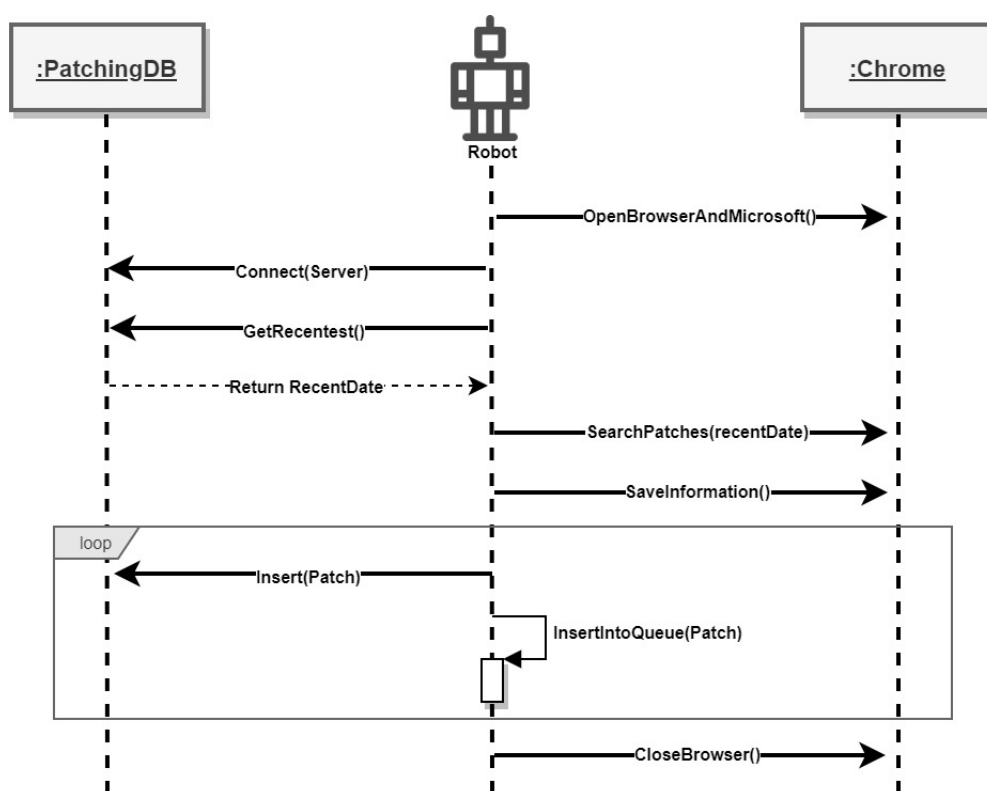 :PatchingDB
:Chrome
Robot
OpenBrowserAndMicrosoft()
Connect(Server)
GetRecentest()
Return RecentDate
SearchPatches(recentDate)
SaveInformation()
loop
Insert(Patch)
InsertIntoQueue(Patch)
CloseBrowser()